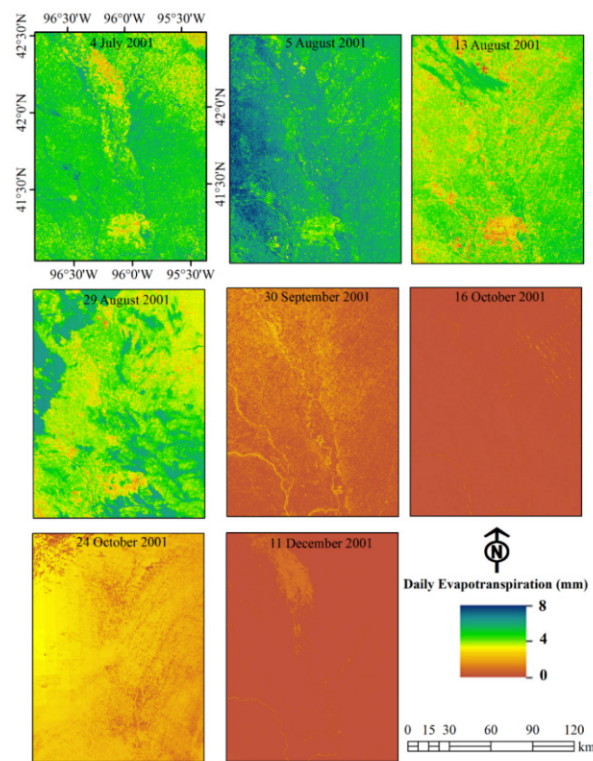 96°30'W 96°0'W 95°30'W
42°30'N
42°0'N
41°30'N
4 July 2001
5 August 2001
13 August 2001
42°30'N
42°0'N
41°30'N
96°30'W 96°0'W 95°30'W
29 August 2001
30 September 2001
16 October 2001
24 October 2001
11 December 2001
N
Daily Evapotranspiration (mm)
8
4
0
0 15 30 60 90 120
km